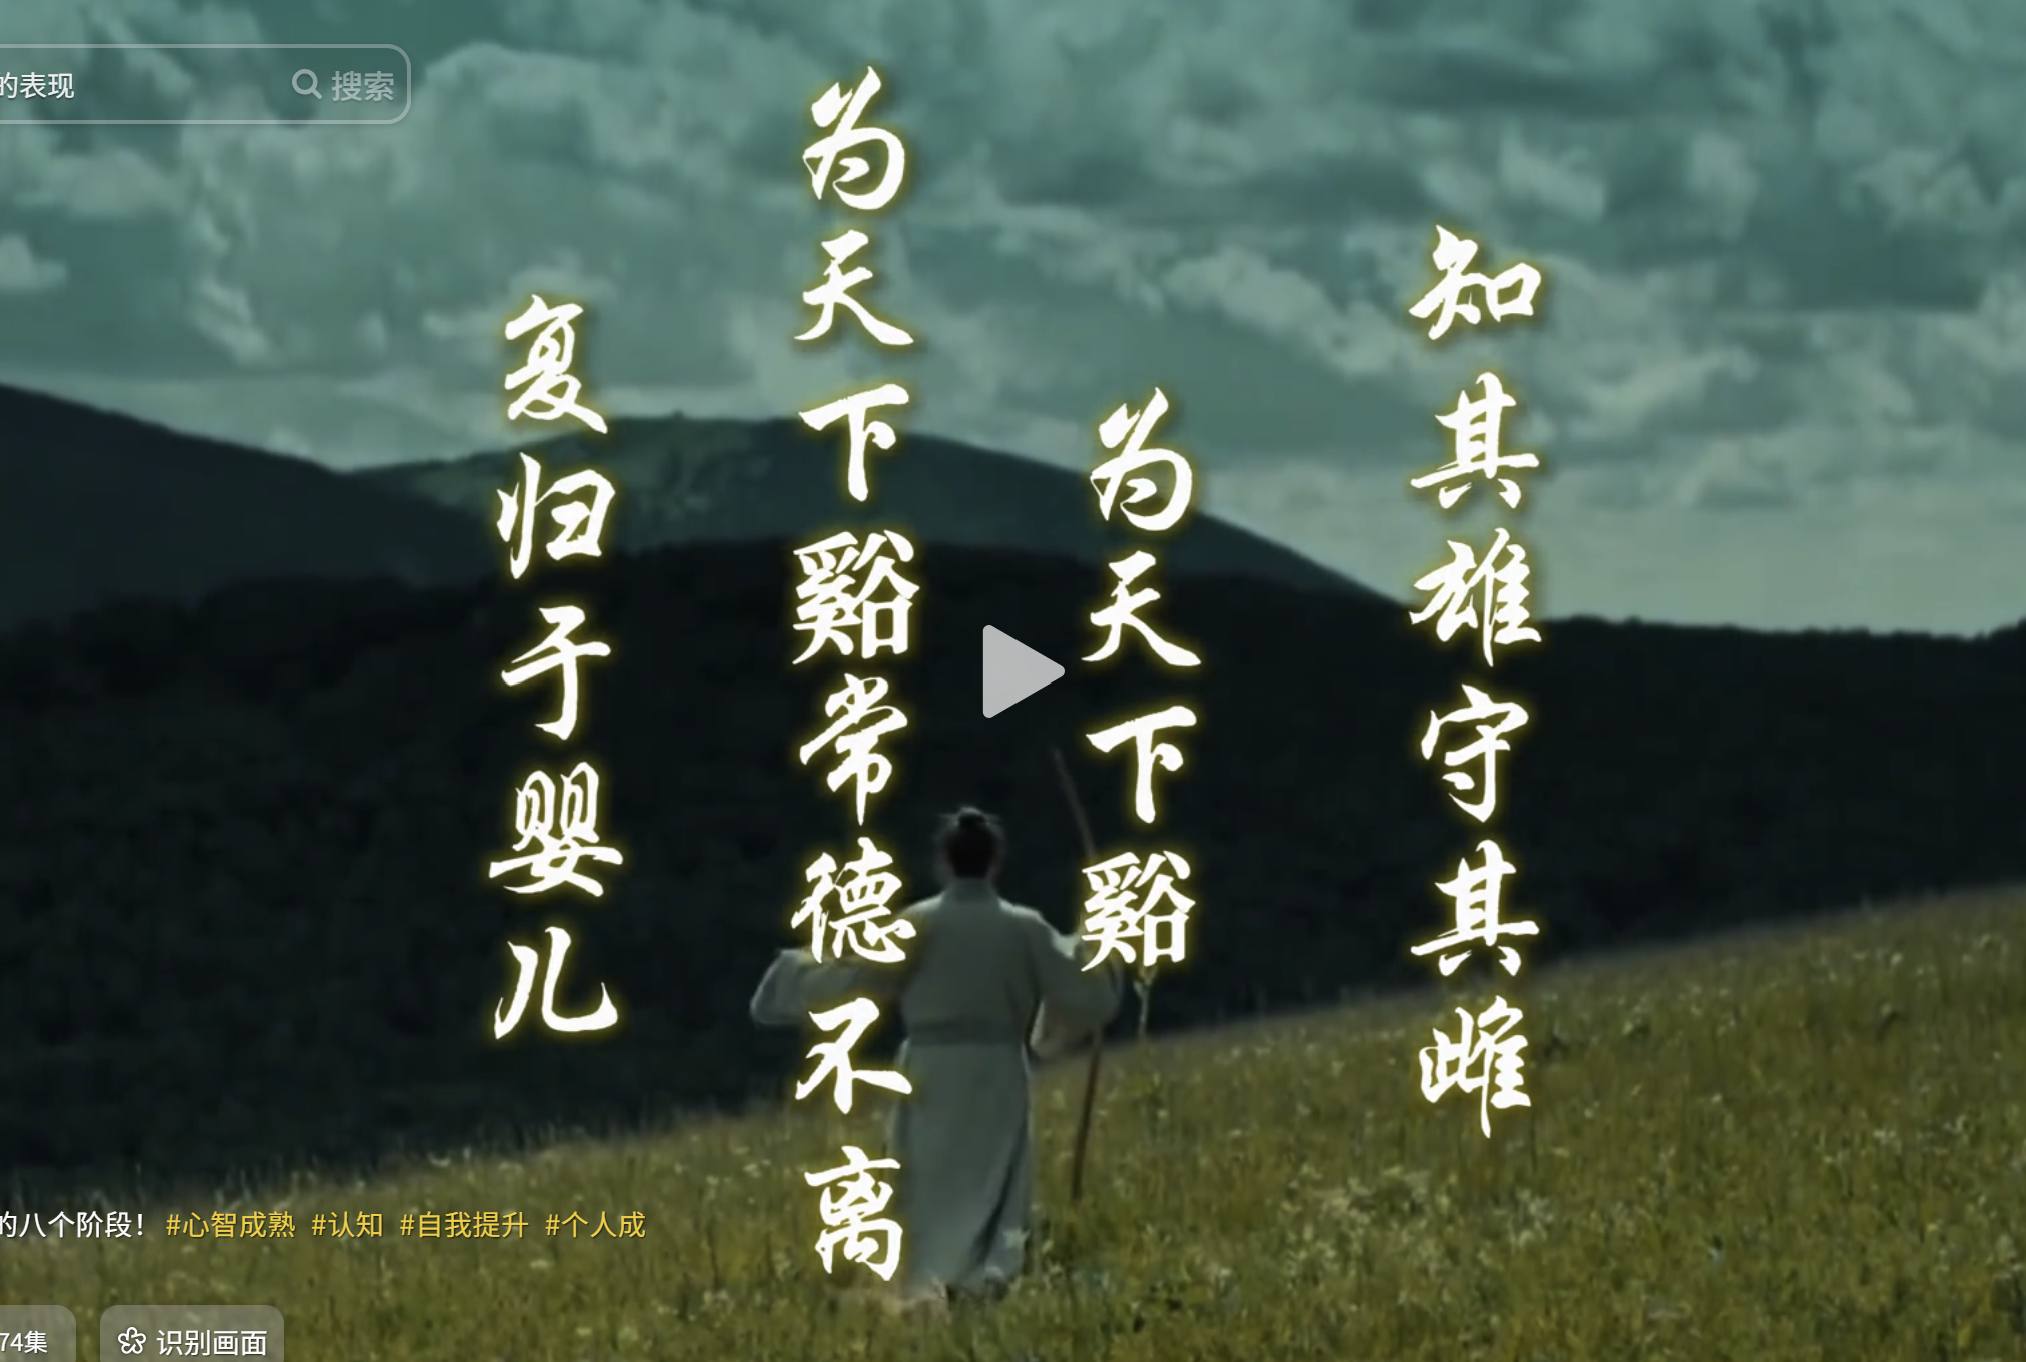 的表现
搜索
知其雄守其雌
为天下谿
为天下谿常德不离
复归于婴儿
的八个阶段！ #心智成熟 #认知 #自我提升 #个人成
74集
识别画面